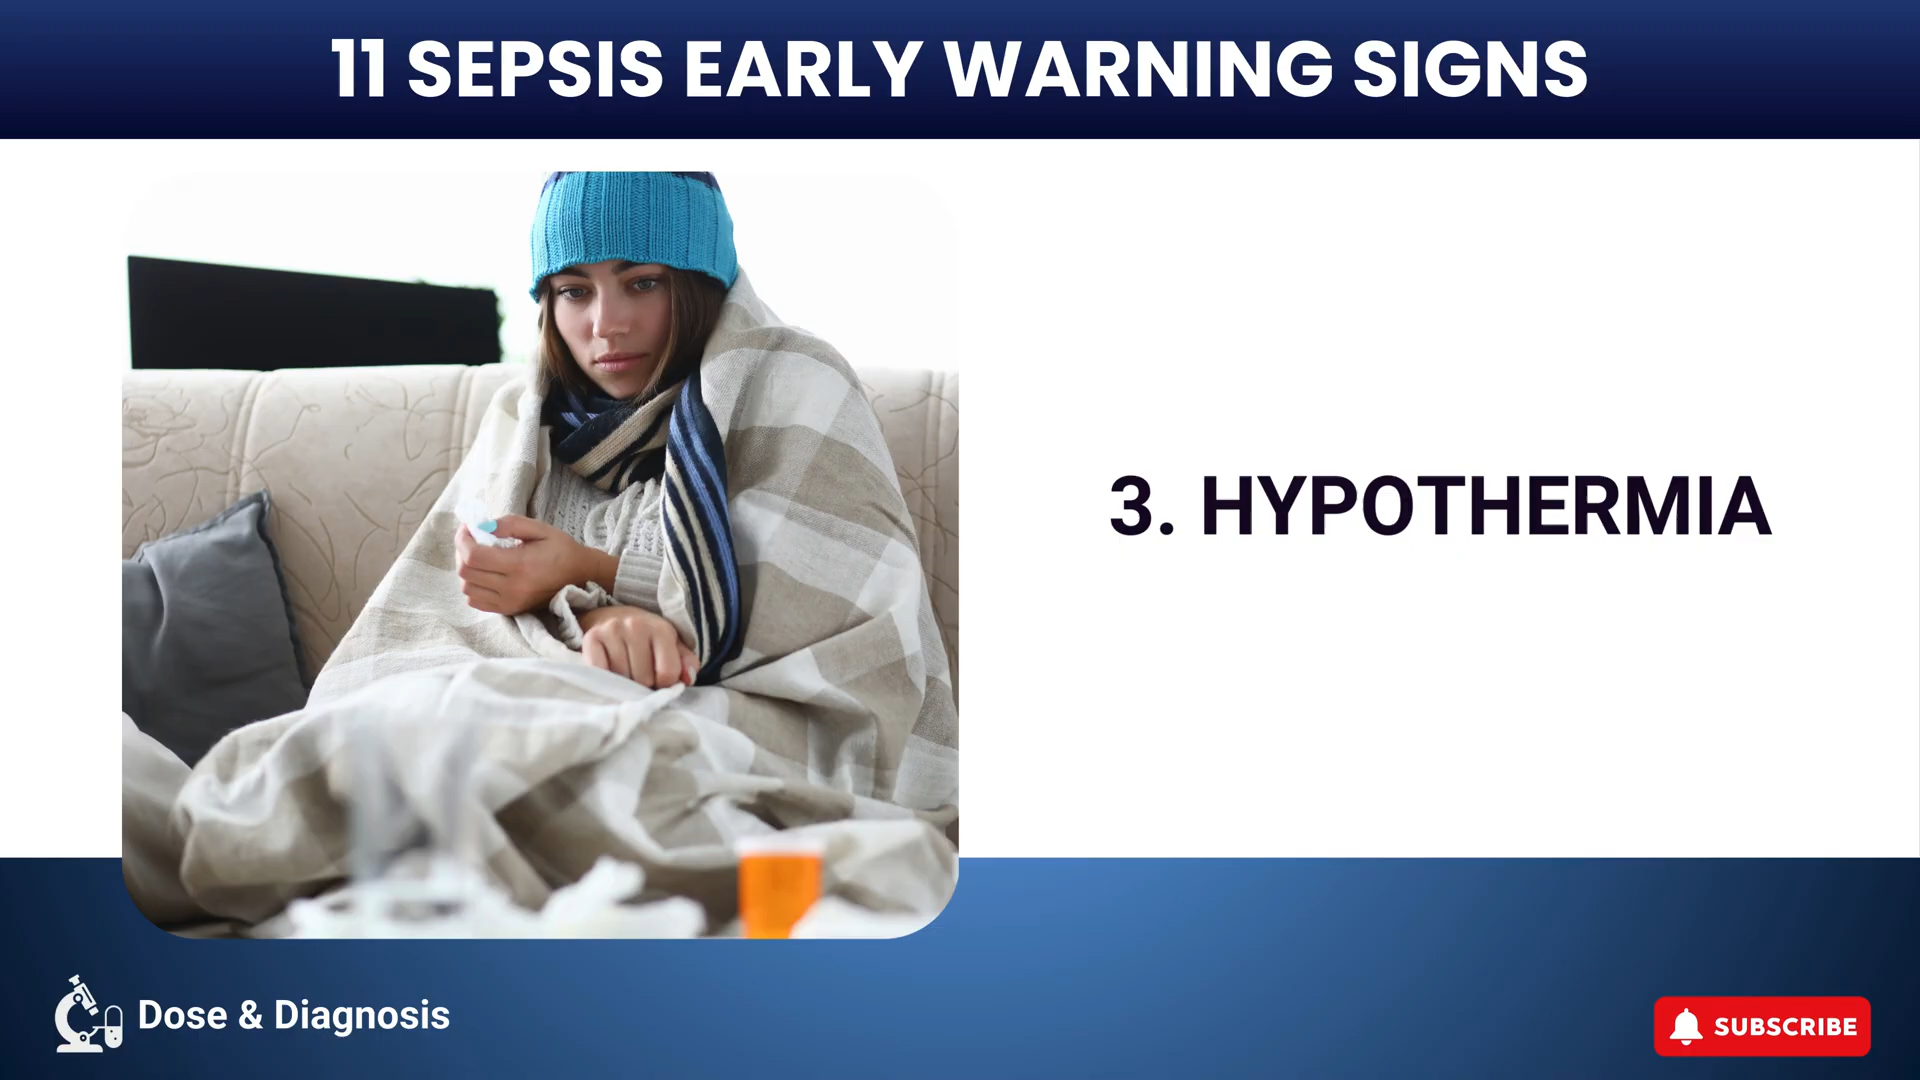 11 SEPSIS EARLY WARNING SIGNS
3. HYPOTHERMIA
Dose & Diagnosis
SUBSCRIBE